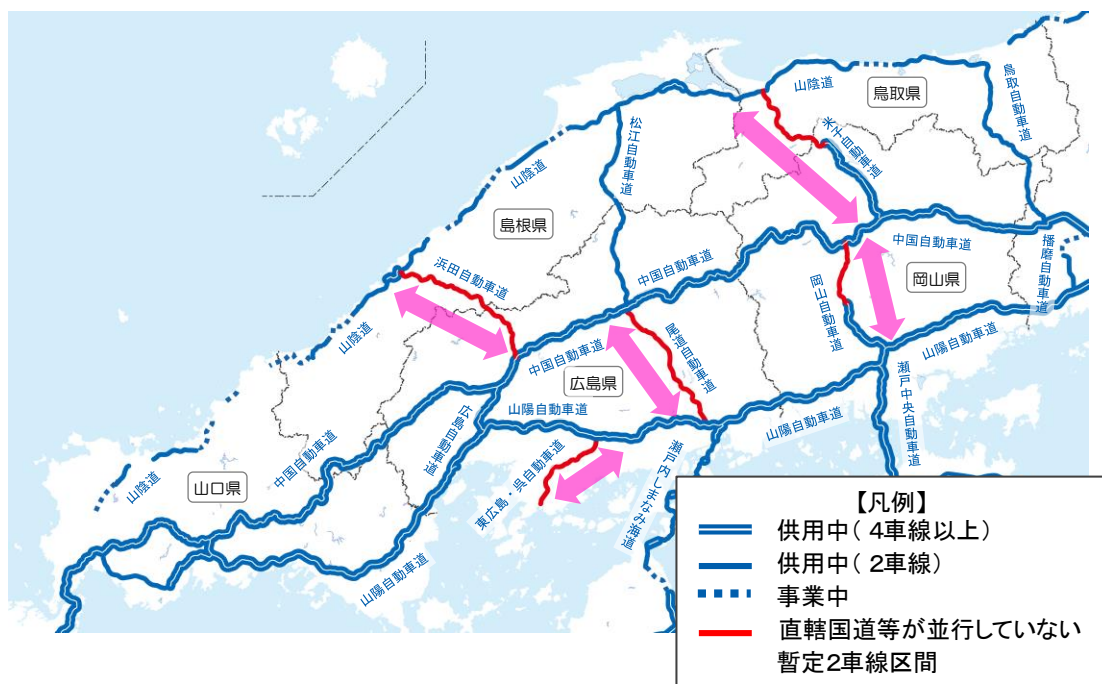 山陰道
鳥取県
鳥取自動車道
米子自動車道
松江自動車道
山陰道
島根県
浜田自動車道
中国自動車道
中国自動車道
岡山県
播磨自動車道
岡山自動車道
山陰道
中国自動車道
尾道自動車道
広島県
山陽自動車道
山陽自動車道
広島自動車道
山陽自動車道
瀬戸中央自動車道
中国自動車道
東広島・呉自動車道
瀬戸内しまなみ海道
山陰道
山口県
山陽自動車道
【凡例】
供用中(4車線以上)
供用中(2車線)
事業中
直轄国道等が並行していない
暫定2車線区間